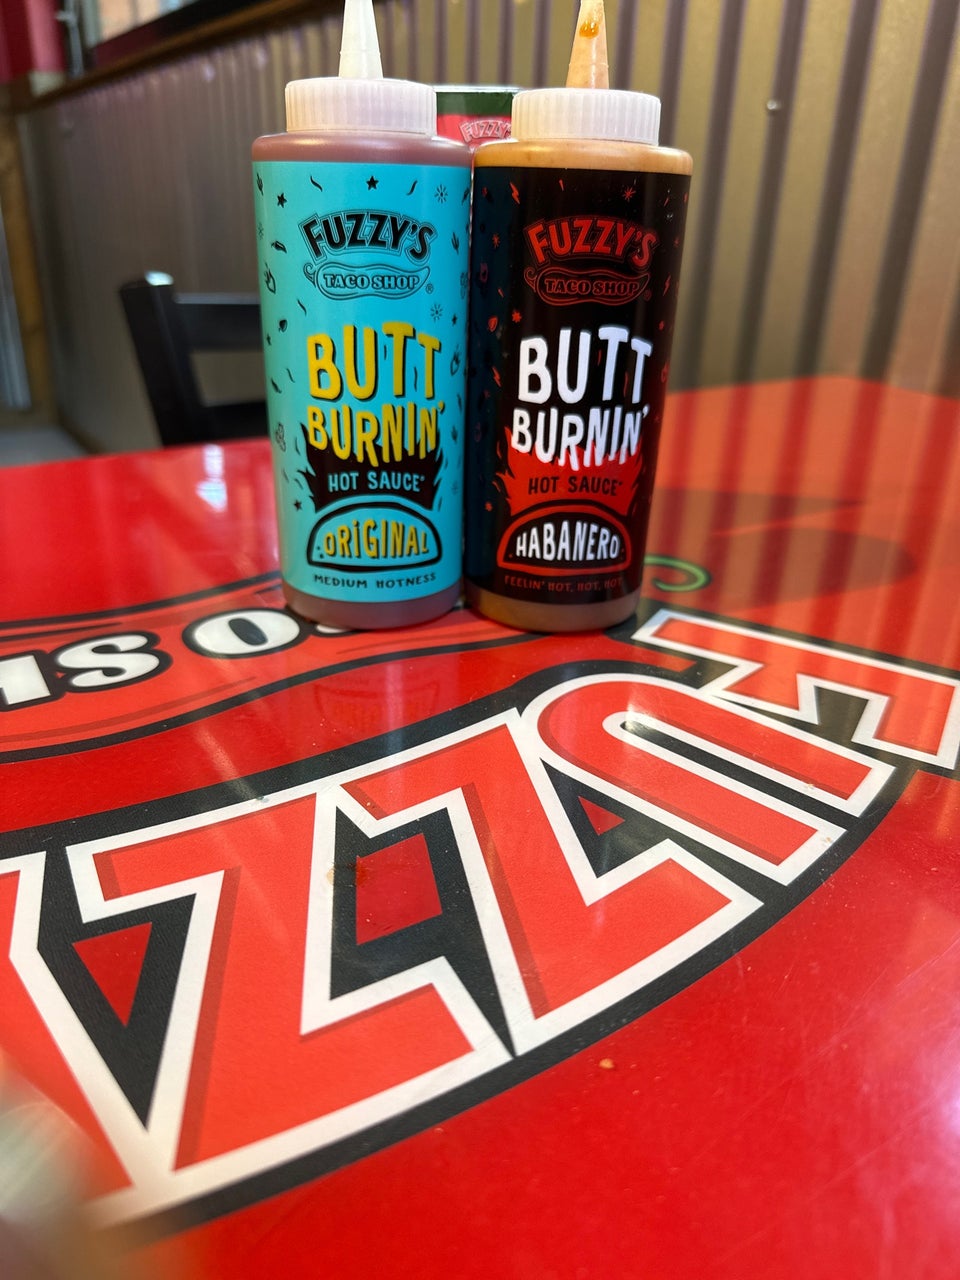 FUZZY'S
FUZZY'S
TACO SHOP®
BUTT
BURNIN'
HOT SAUCE®
ORiGINAL
MEDIUM HOTNESS
FUZZY'S
TACO SHOP®
BUTT
BURNIN'
HOT SAUCE®
HABANERO
FEELIN' HOT, HOT, HOT
FUZZ